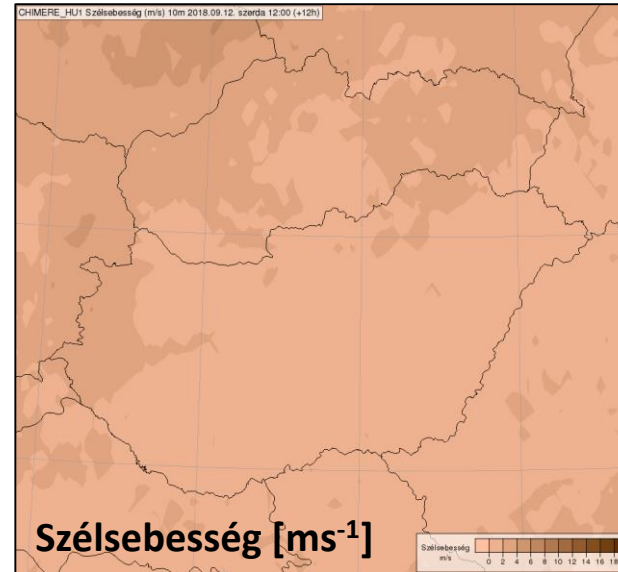 CHIMERE_HU1 Szélsebesség (m/s) 10m 2018.09.12. szerda 12:00 (+12h)
Szélsebesség [ms-1]
Szélsebesség
m/s
0 2 4 6 8 10 12 14 16 18